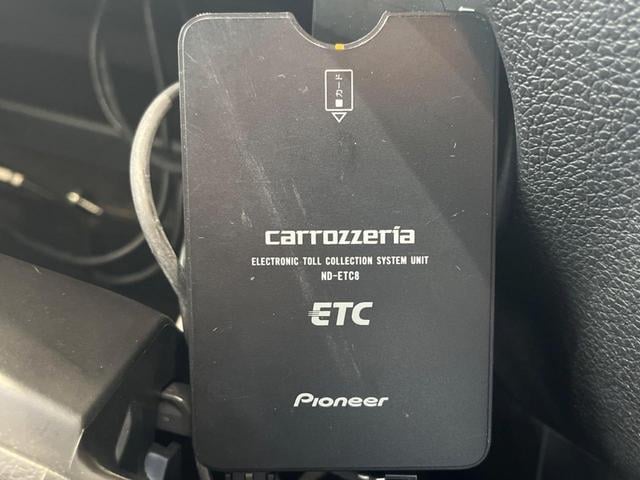 carrozzeria
ELECTRONIC TOLL COLLECTION SYSTEM UNIT
ND-ETC8
ETC
Pioneer